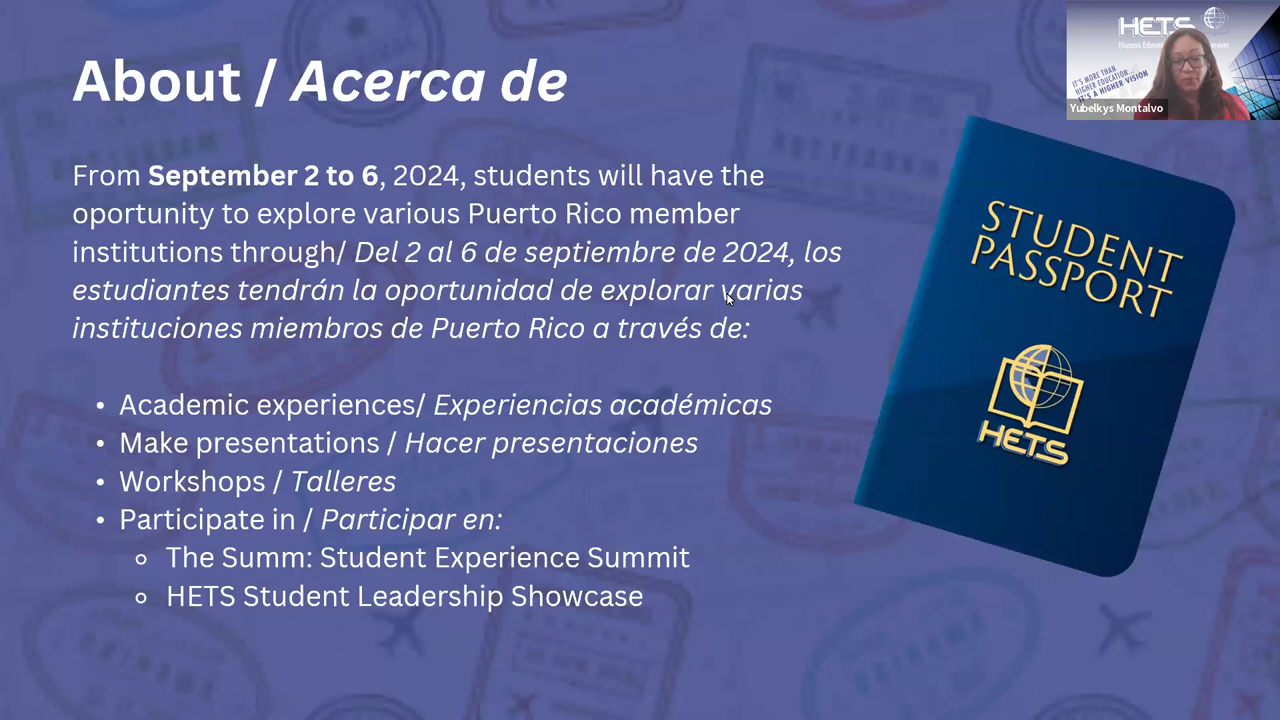 About / Acerca de
From September 2 to 6, 2024, students will have the
oportunity to explore various Puerto Rico member
institutions through/ Del 2 al 6 de septiembre de 2024, los
estudiantes tendrán la oportunidad de explorar varias
instituciones miembros de Puerto Rico a través de:
• Academic experiences/ Experiencias académicas
• Make presentations / Hacer presentaciones
• Workshops / Talleres
• Participate in / Participar en:
○ The Summ: Student Experience Summit
○ HETS Student Leadership Showcase
HETS
Hispanic
IT'S MORE THAN
HIGHER EDUCATION
IT'S A HIGHER VISION
Yubelkys Montalvo
STUDENT
PASSPORT
HETS